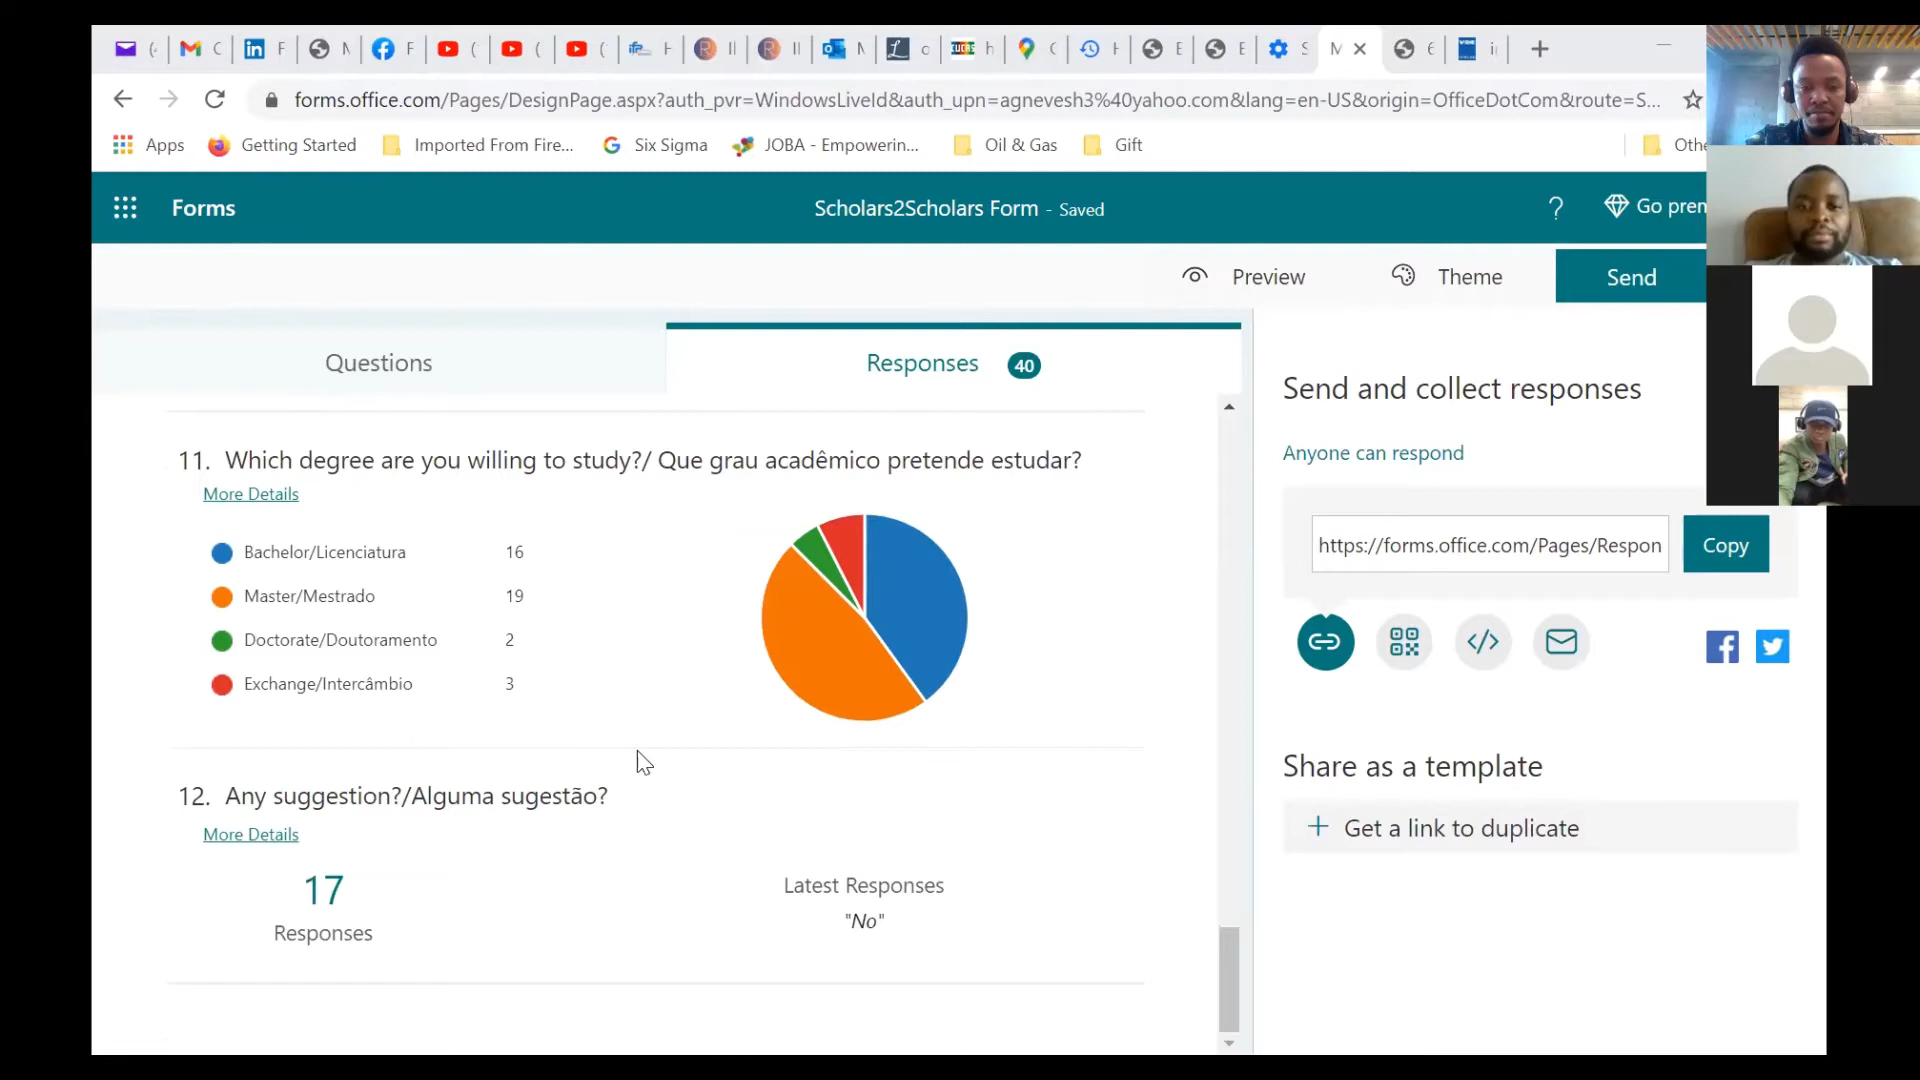 forms.office.com/Pages/DesignPage.aspx?auth_pvr=WindowsLiveId&auth_upn=agnevesh3%40yahoo.com&lang=en-US&origin=OfficeDotCom&route=S...
Apps Getting Started Imported From Fire... Six Sigma JOBA - Empowerin... Oil & Gas Gift Othe
Forms Scholars2Scholars Form - Saved ? Go prem
Preview Theme Send
Questions Responses 40
Send and collect responses
Anyone can respond
https://forms.office.com/Pages/Respon Copy
Share as a template
+ Get a link to duplicate
11. Which degree are you willing to study?/ Que grau acadêmico pretende estudar?
More Details
Bachelor/Licenciatura 16
Master/Mestrado 19
Doctorate/Doutoramento 2
Exchange/Intercâmbio 3
12. Any suggestion?/Alguma sugestão?
More Details
17
Responses
Latest Responses
"No"